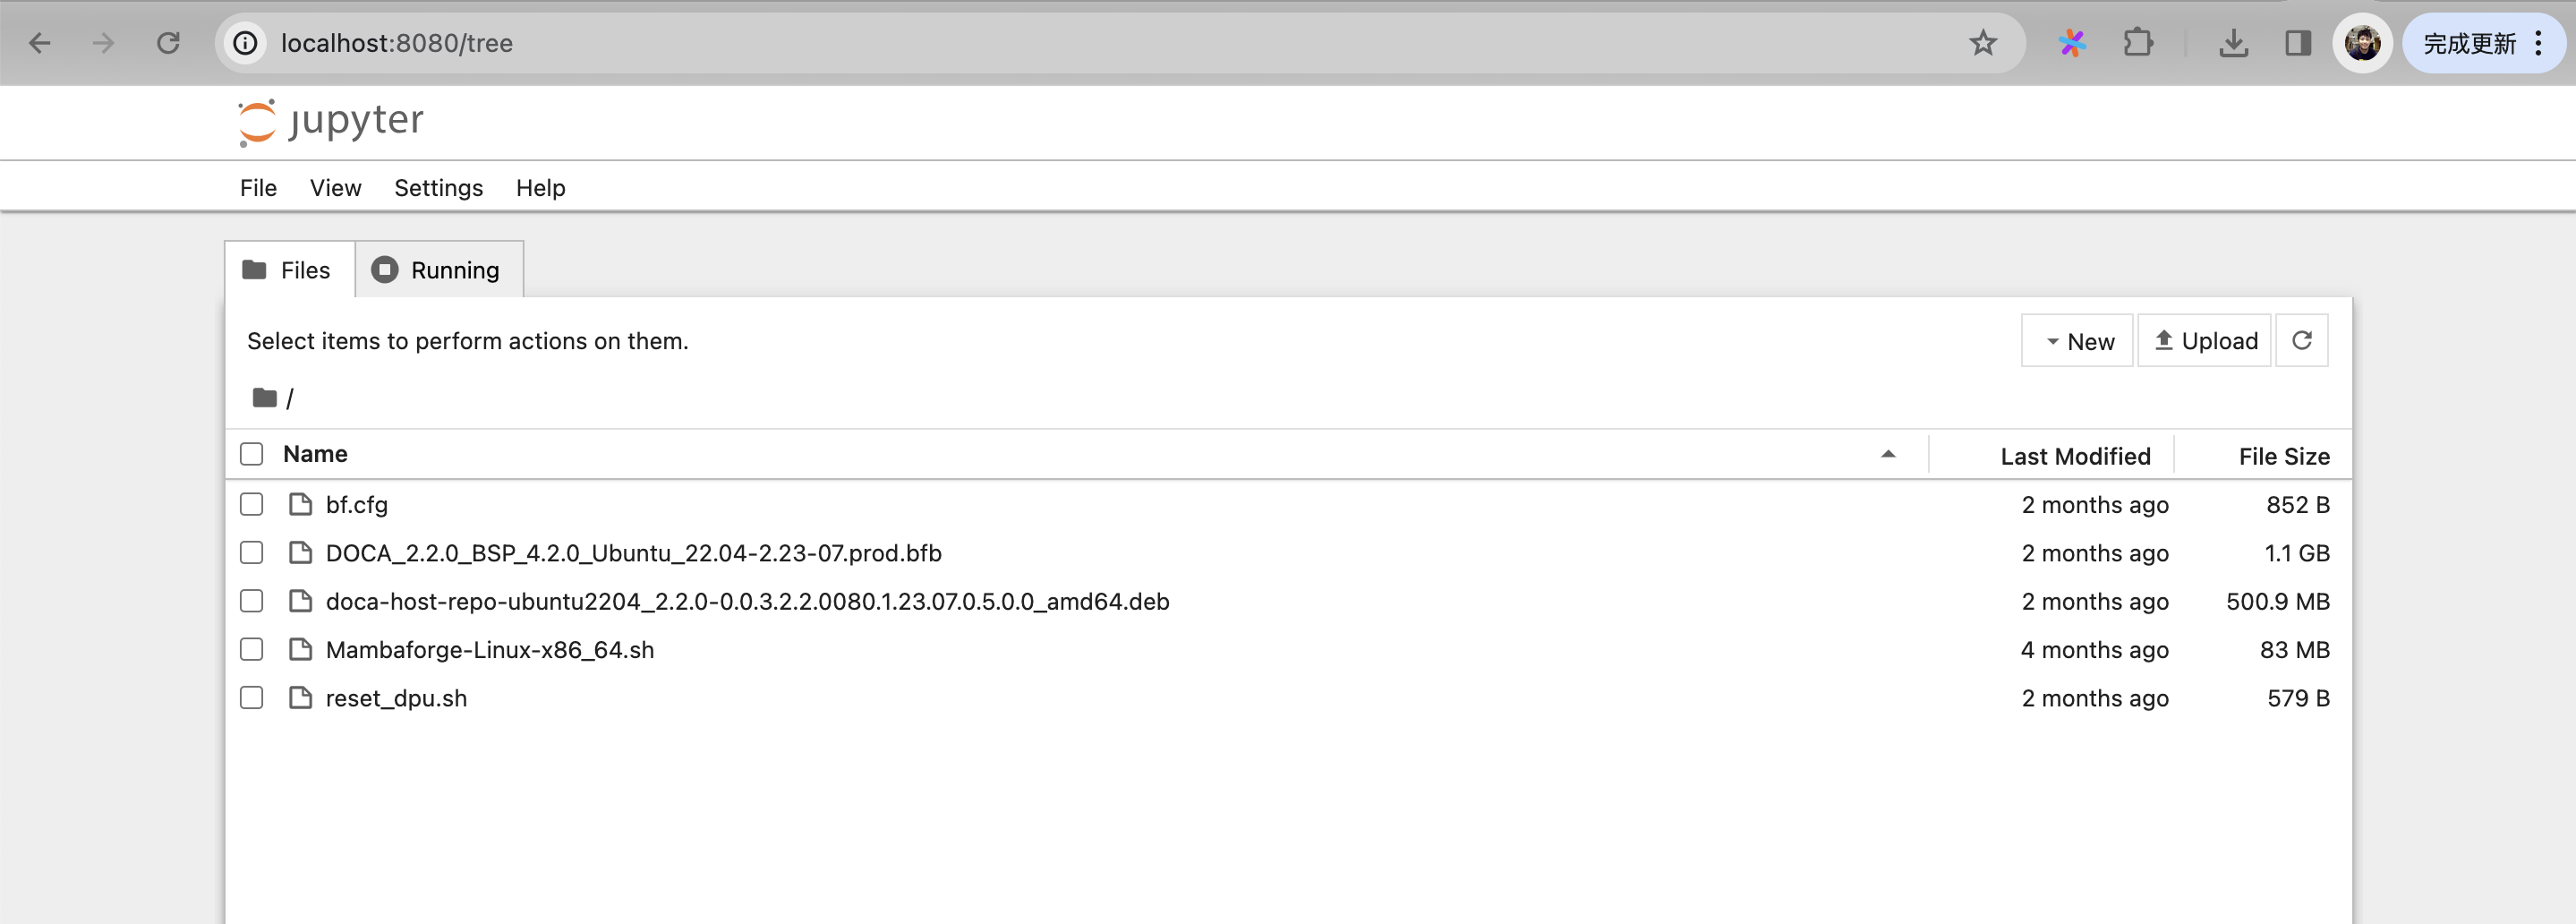 localhost:8080/tree
完成更新
jupyter
File View Settings Help
Files Running
Select items to perform actions on them.
New Upload
/
Name Last Modified File Size
bf.cfg 2 months ago 852 B
DOCA_2.2.0_BSP_4.2.0_Ubuntu_22.04-2.23-07.prod.bfb 2 months ago 1.1 GB
doca-host-repo-ubuntu2204_2.2.0-0.0.3.2.2.0080.1.23.07.0.5.0.0_amd64.deb 2 months ago 500.9 MB
Mambaforge-Linux-x86_64.sh 4 months ago 83 MB
reset_dpu.sh 2 months ago 579 B